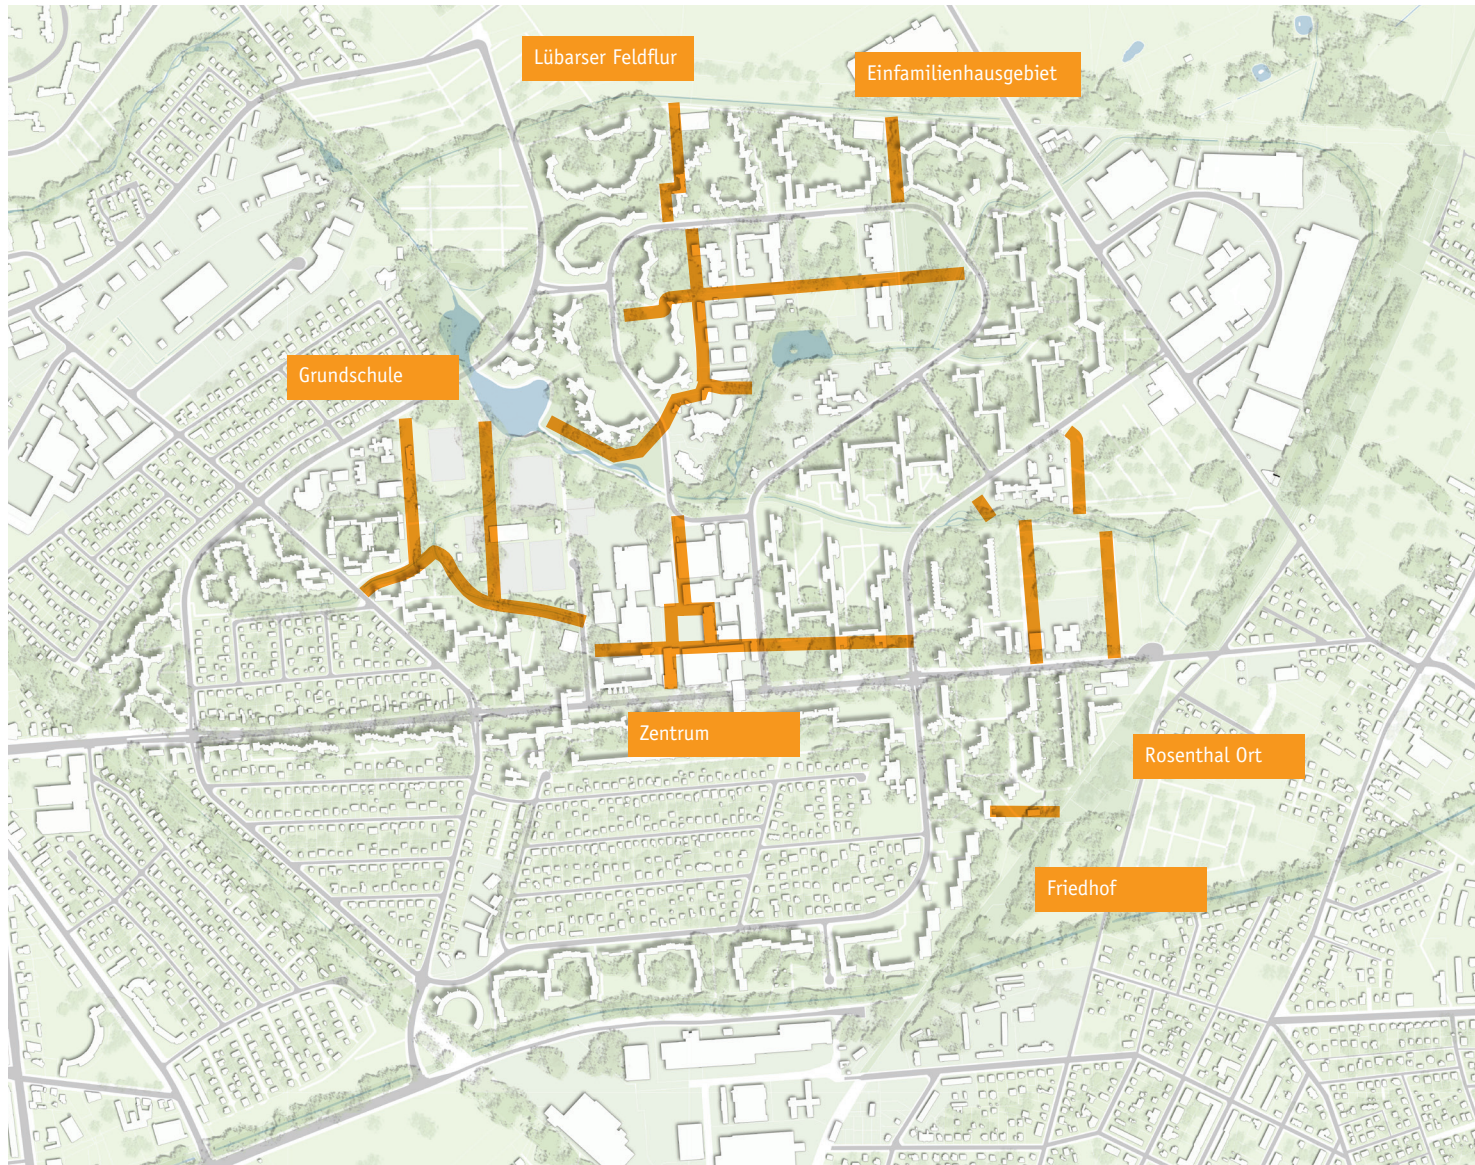 Lübarser Feldflur
Einfamilienhausgebiet
Grundschule
Zentrum
Rosenthal Ort
Friedhof